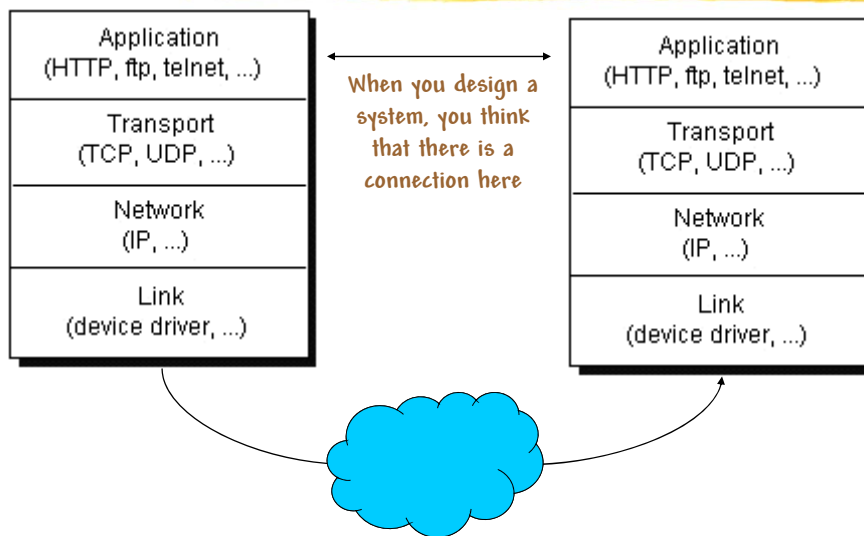 Application
(HTTP, ftp, telnet, ...)
Transport
(TCP, UDP, ...)
Network
(IP, ...)
Link
(device driver, ...)
When you design a
system, you think
that there is a
connection here
Application
(HTTP, ftp, telnet, ...)
Transport
(TCP, UDP, ...)
Network
(IP, ...)
Link
(device driver, ...)